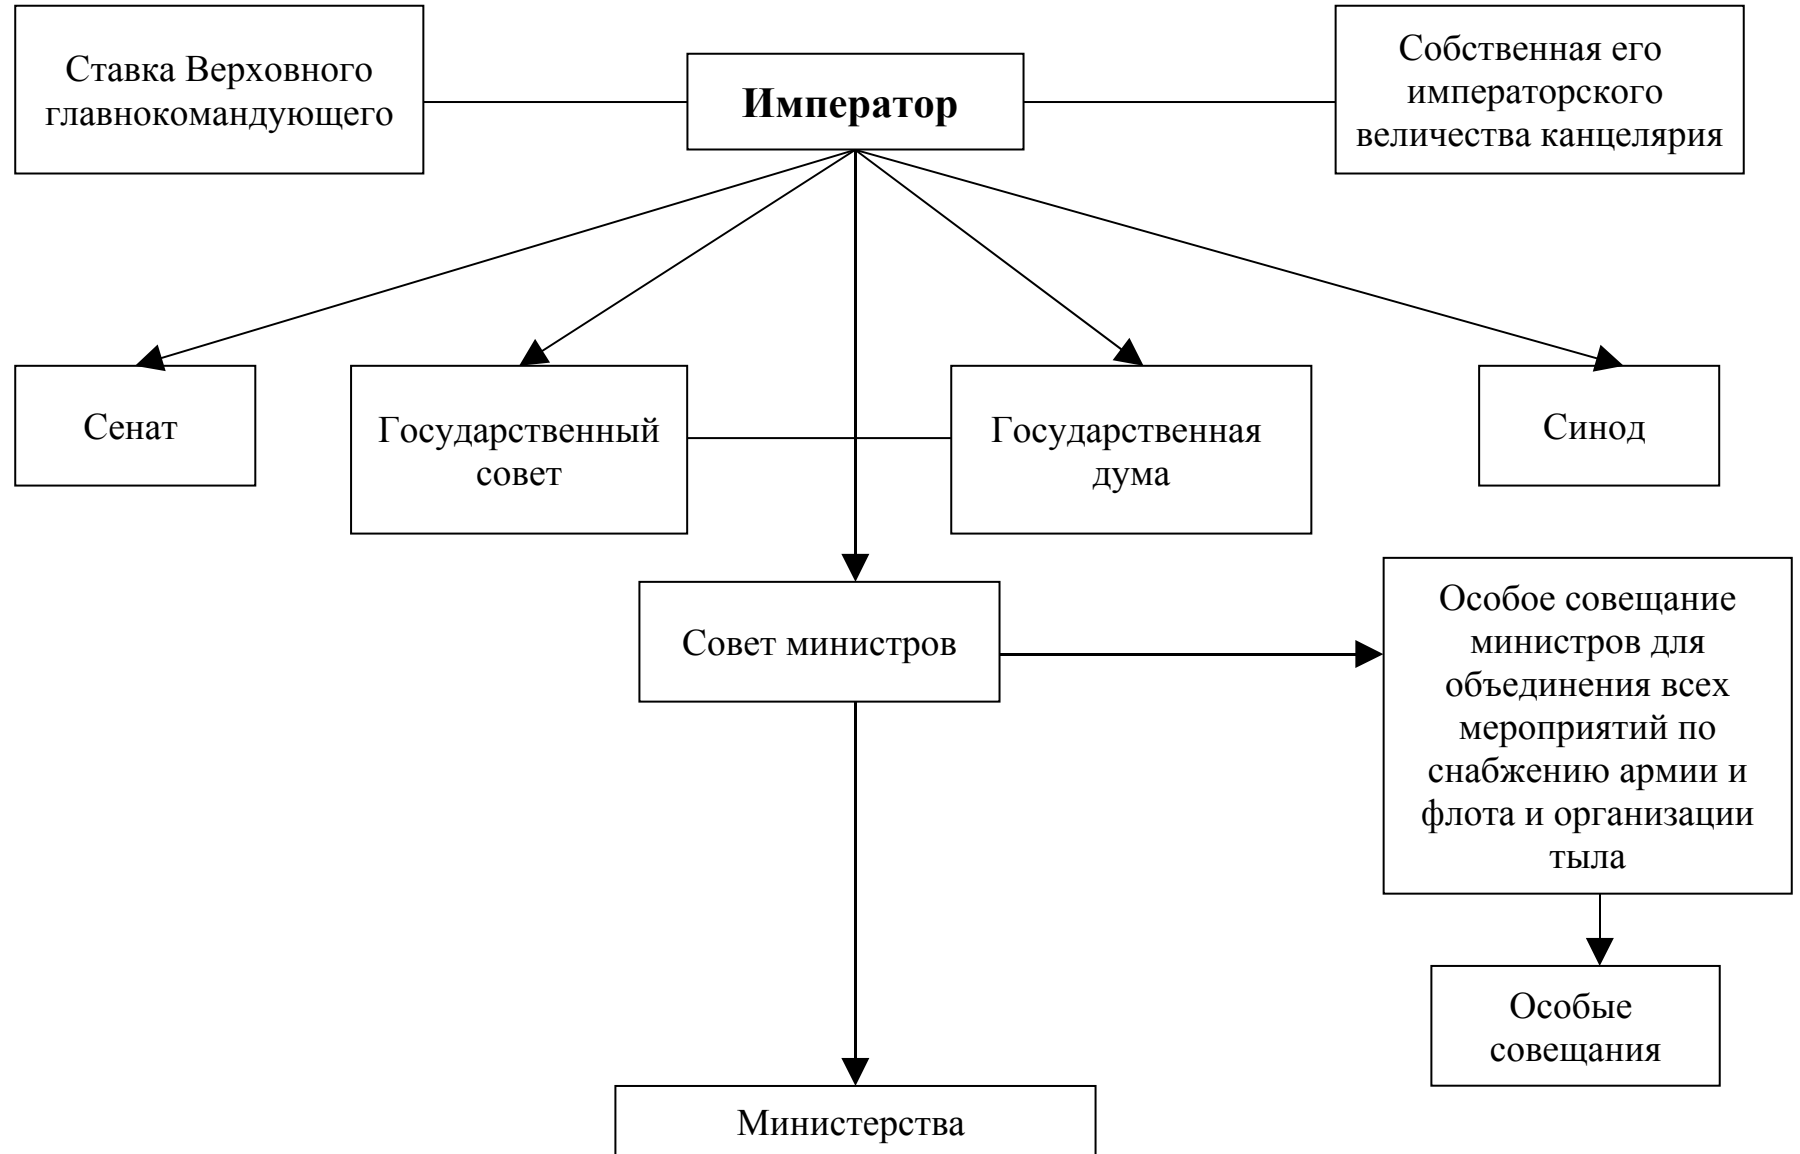 Ставка Верховного
главнокомандующего
Император
Собственная его
императорского
величества канцелярия
Сенат
Государственный
совет
Государственная
дума
Синод
Совет министров
Особое совещание
министров для
объединения всех
мероприятий по
снабжению армии и
флота и организации
тыла
Особые
совещания
Министерства